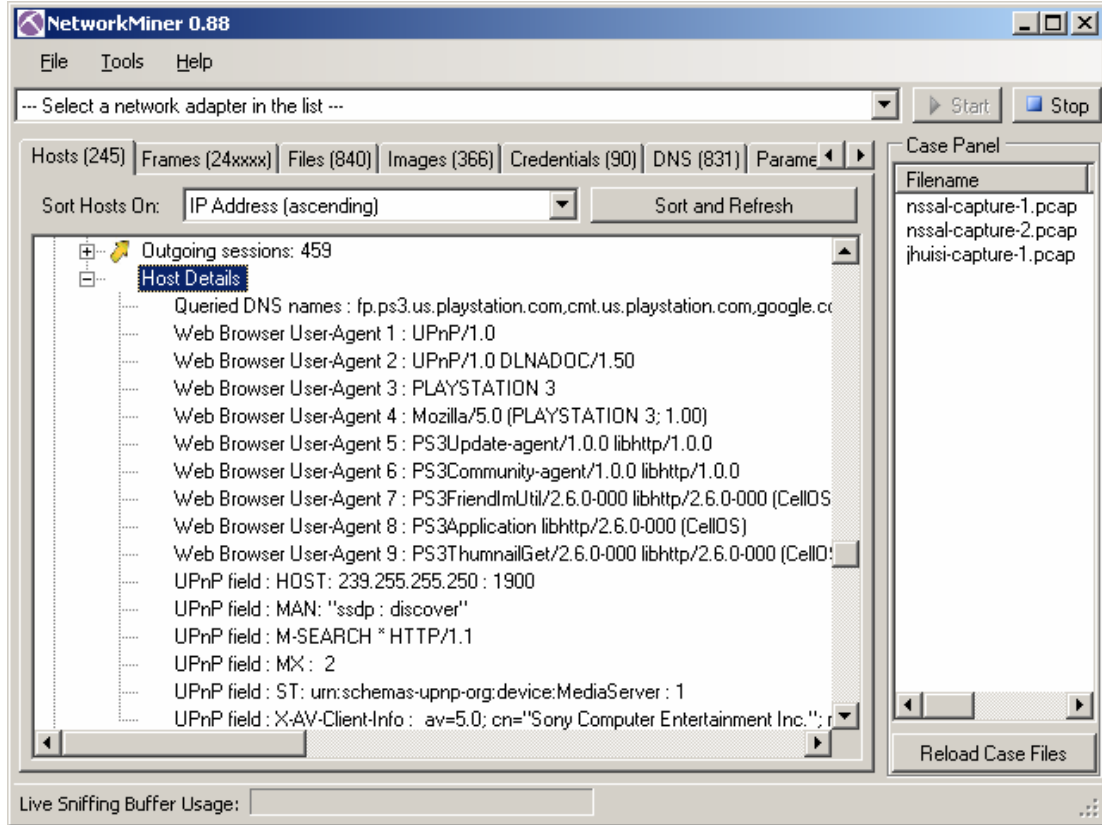 NetworkMiner 0.88
File Tools Help
--- Select a network adapter in the list ---
Start
Stop
Hosts (245) Frames (24xxxx) Files (840) Images (366) Credentials (90) DNS (831) Parame
Sort Hosts On: IP Address (ascending) Sort and Refresh
Outgoing sessions: 459
Host Details
Queried DNS names : fp.ps3.us.playstation.com,cmt.us.playstation.com,google.co
Web Browser User-Agent 1 : UPnP/1.0
Web Browser User-Agent 2 : UPnP/1.0 DLNADOC/1.50
Web Browser User-Agent 3 : PLAYSTATION 3
Web Browser User-Agent 4 : Mozilla/5.0 (PLAYSTATION 3; 1.00)
Web Browser User-Agent 5 : PS3Update-agent/1.0.0 libhttp/1.0.0
Web Browser User-Agent 6 : PS3Community-agent/1.0.0 libhttp/1.0.0
Web Browser User-Agent 7 : PS3FriendImUtil/2.6.0-000 libhttp/2.6.0-000 (CellOS
Web Browser User-Agent 8 : PS3Application libhttp/2.6.0-000 (CellOS)
Web Browser User-Agent 9 : PS3ThumnailGet/2.6.0-000 libhttp/2.6.0-000 (CellOS
UPnP field : HOST: 239.255.255.250 : 1900
UPnP field : MAN: "ssdp : discover"
UPnP field : M-SEARCH * HTTP/1.1
UPnP field : MX : 2
UPnP field : ST: urn:schemas-upnp-org:device:MediaServer : 1
UPnP field : X-AV-Client-Info : av=5.0; cn="Sony Computer Entertainment Inc."; r
Case Panel
Filename
nssal-capture-1.pcap
nssal-capture-2.pcap
jhuisi-capture-1.pcap
Reload Case Files
Live Sniffing Buffer Usage: